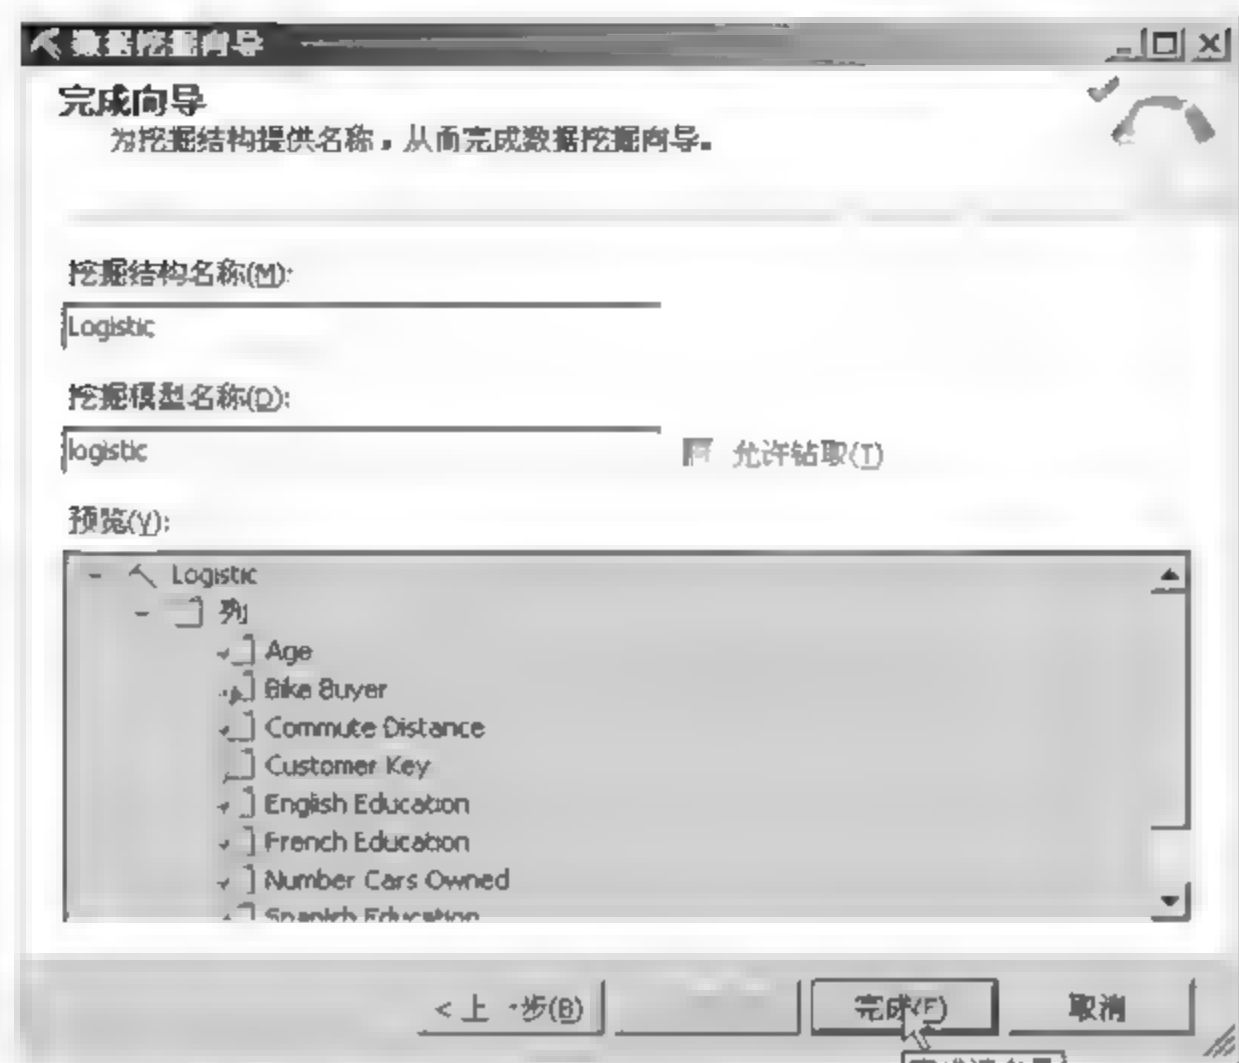 数据挖掘向导
完成向导
为挖掘结构提供名称，从而完成数据挖掘向导。
挖掘结构名称(M):
Logistic
挖掘模型名称(D):
logistic
允许钻取(T)
预览(V):
Logistic
列
Age
Bike Buyer
Commute Distance
Customer Key
English Education
French Education
Number Cars Owned
Spanish Education
< 上一步(B)
完成(F)
取消